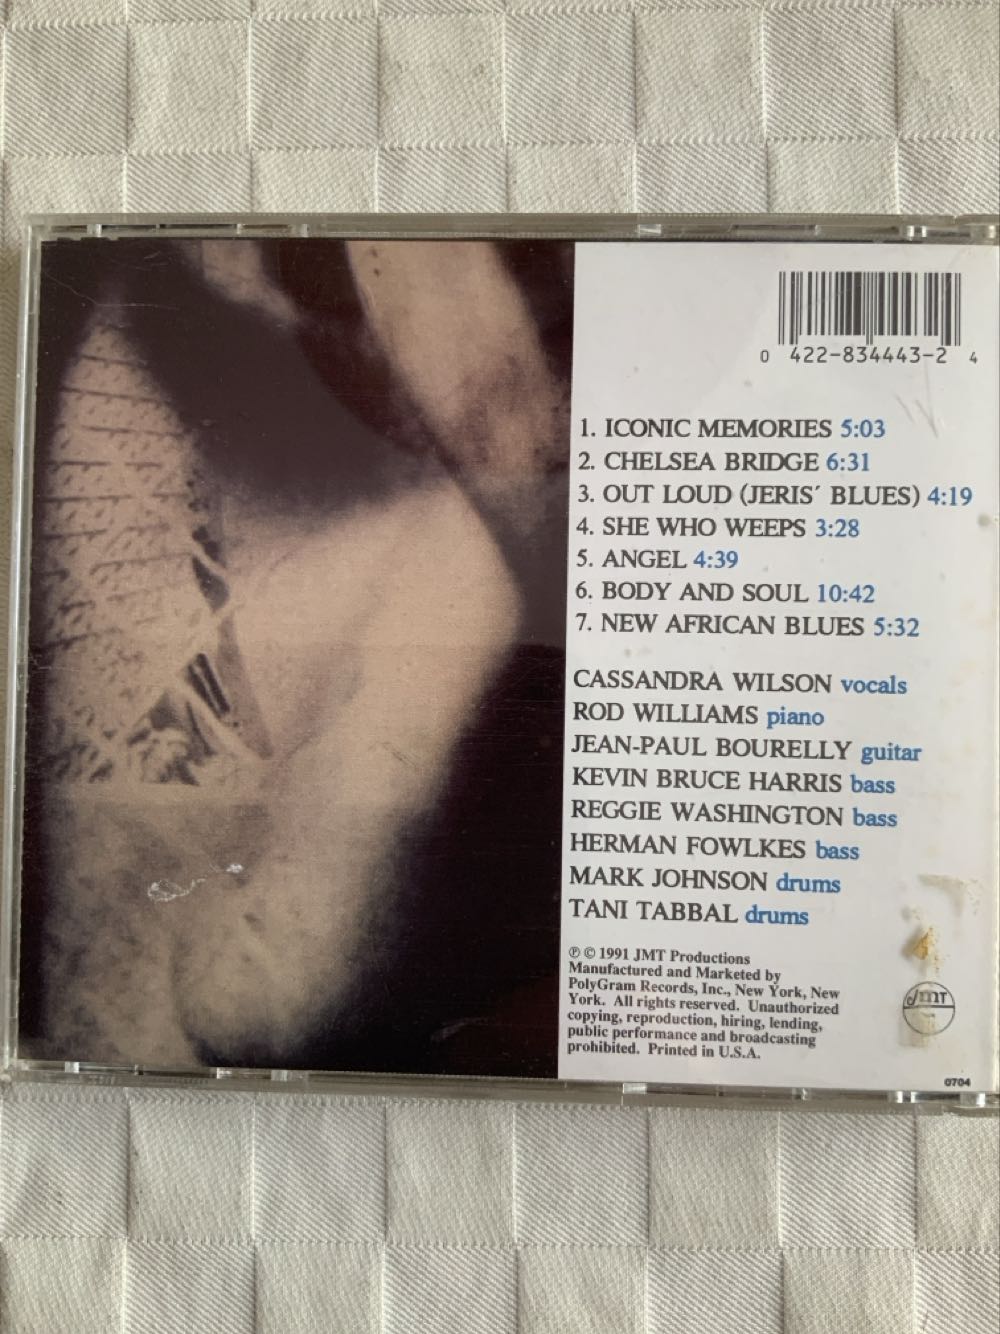 0 422-834443-2 4
1. ICONIC MEMORIES 5:03
2. CHELSEA BRIDGE 6:31
3. OUT LOUD (JERIS´ BLUES) 4:19
4. SHE WHO WEEPS 3:28
5. ANGEL 4:39
6. BODY AND SOUL 10:42
7. NEW AFRICAN BLUES 5:32
CASSANDRA WILSON vocals
ROD WILLIAMS piano
JEAN-PAUL BOURELLY guitar
KEVIN BRUCE HARRIS bass
REGGIE WASHINGTON bass
HERMAN FOWLKES bass
MARK JOHNSON drums
TANI TABBAL drums
℗ © 1991 JMT Productions
Manufactured and Marketed by
PolyGram Records, Inc., New York, New
York. All rights reserved. Unauthorized
copying, reproduction, hiring, lending,
public performance and broadcasting
prohibited. Printed in U.S.A.
JMT
0704